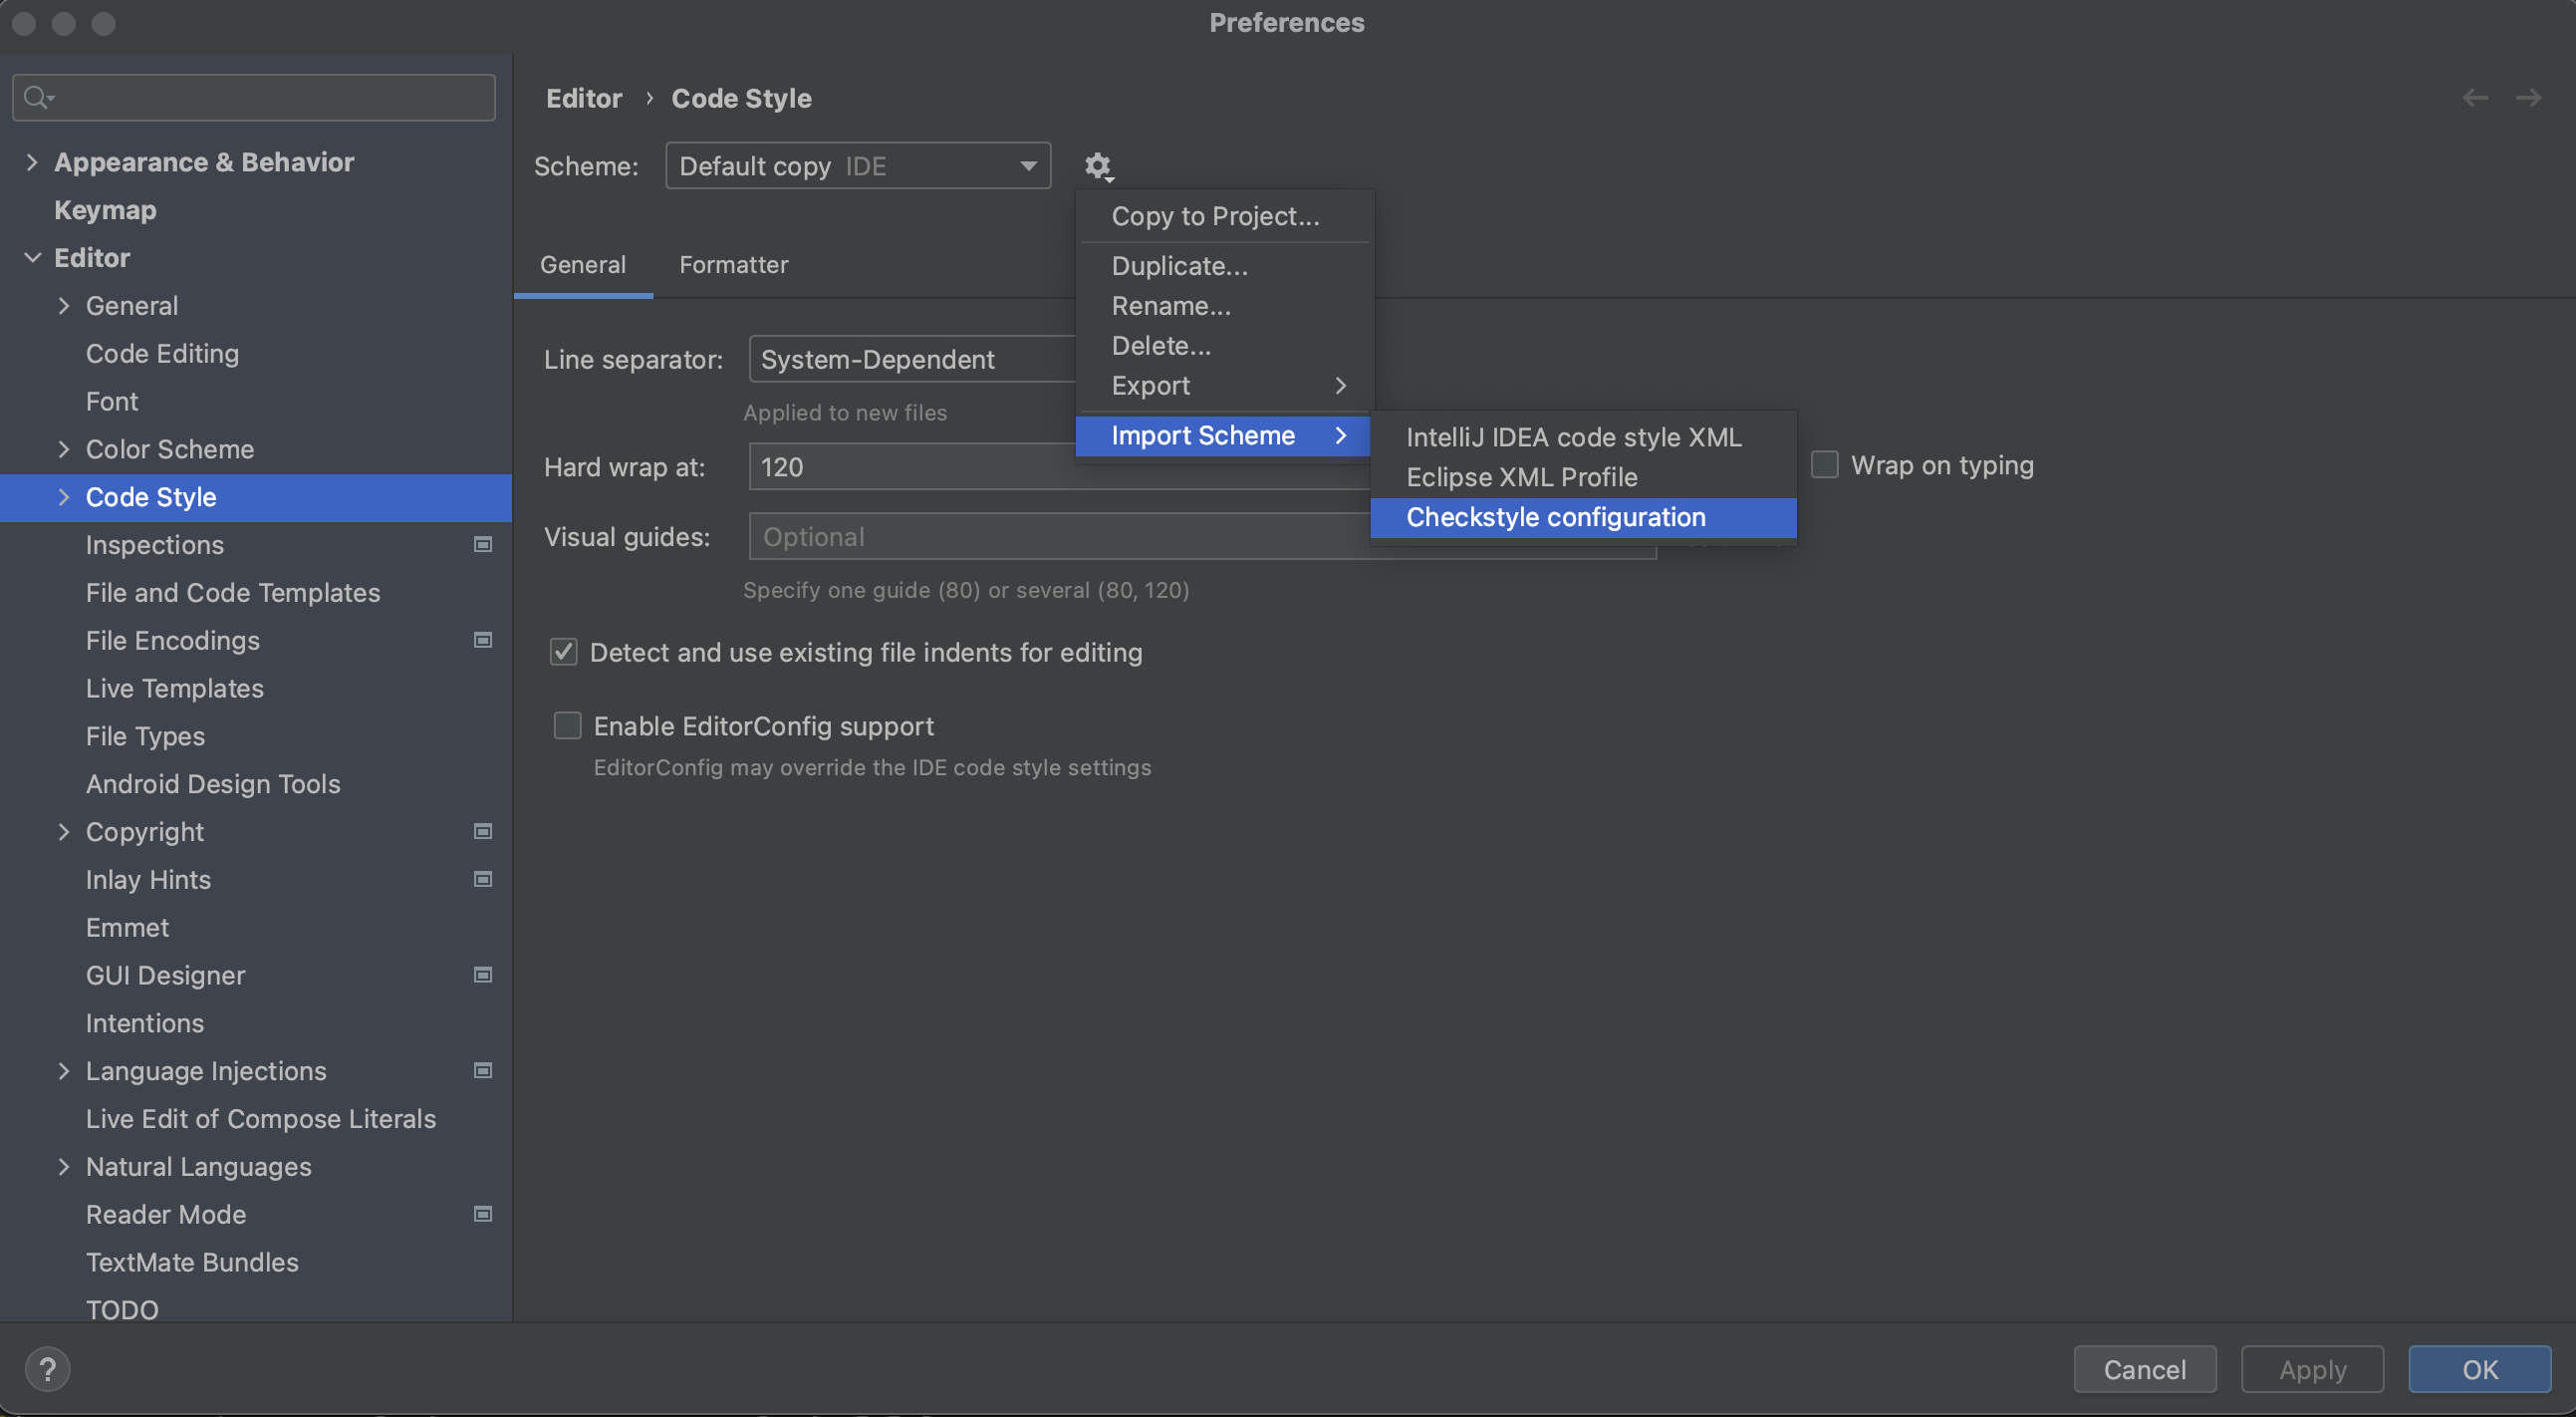 Preferences
Appearance & Behavior
Keymap
Editor
General
Code Editing
Font
Color Scheme
Code Style
Inspections
File and Code Templates
File Encodings
Live Templates
File Types
Android Design Tools
Copyright
Inlay Hints
Emmet
GUI Designer
Intentions
Language Injections
Live Edit of Compose Literals
Natural Languages
Reader Mode
TextMate Bundles
TODO
Editor › Code Style
Scheme: Default copy IDE
General Formatter
Copy to Project...
Duplicate...
Rename...
Delete...
Export
Import Scheme
IntelliJ IDEA code style XML
Eclipse XML Profile
Checkstyle configuration
Line separator: System-Dependent
Applied to new files
Hard wrap at: 120 Wrap on typing
Visual guides: Optional
Specify one guide (80) or several (80, 120)
Detect and use existing file indents for editing
Enable EditorConfig support
EditorConfig may override the IDE code style settings
? Cancel Apply OK